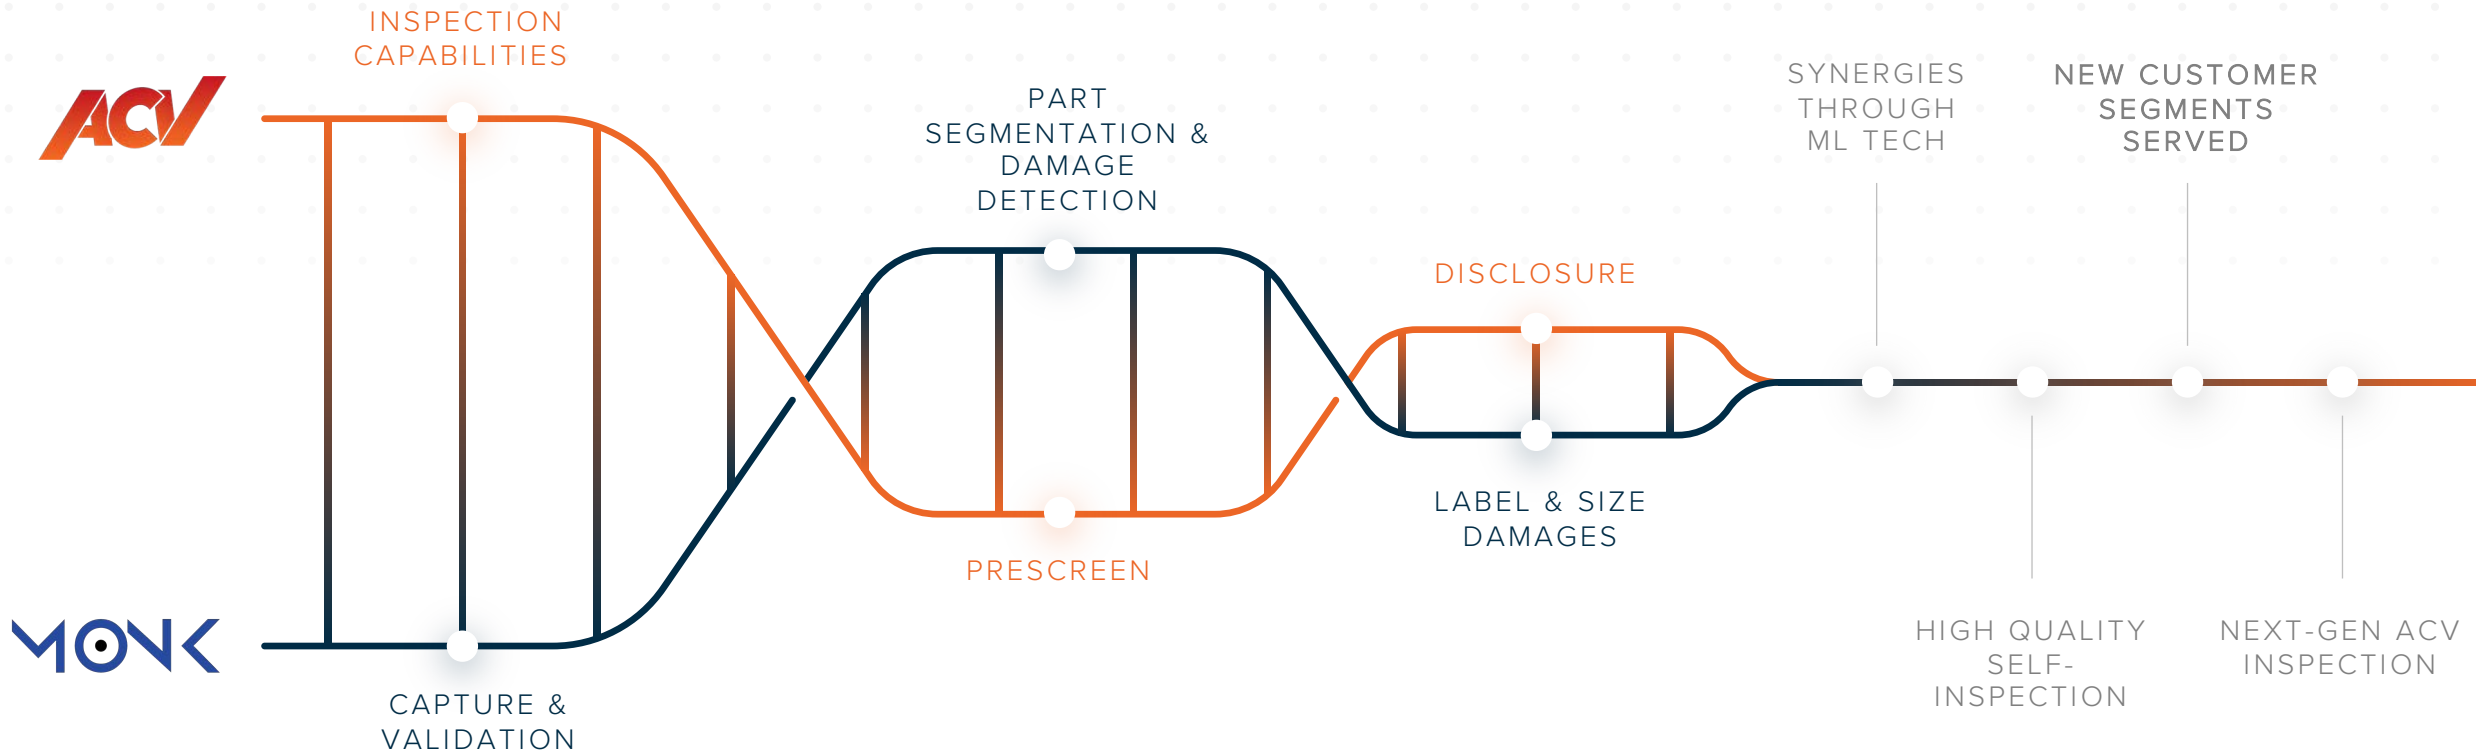 INSPECTION
CAPABILITIES
ACV
PART
SEGMENTATION &
DAMAGE
DETECTION
SYNERGIES
THROUGH
ML TECH
NEW CUSTOMER
SEGMENTS
SERVED
DISCLOSURE
LABEL & SIZE
DAMAGES
PRESCREEN
MONK
CAPTURE &
VALIDATION
HIGH QUALITY
SELF-
INSPECTION
NEXT-GEN ACV
INSPECTION